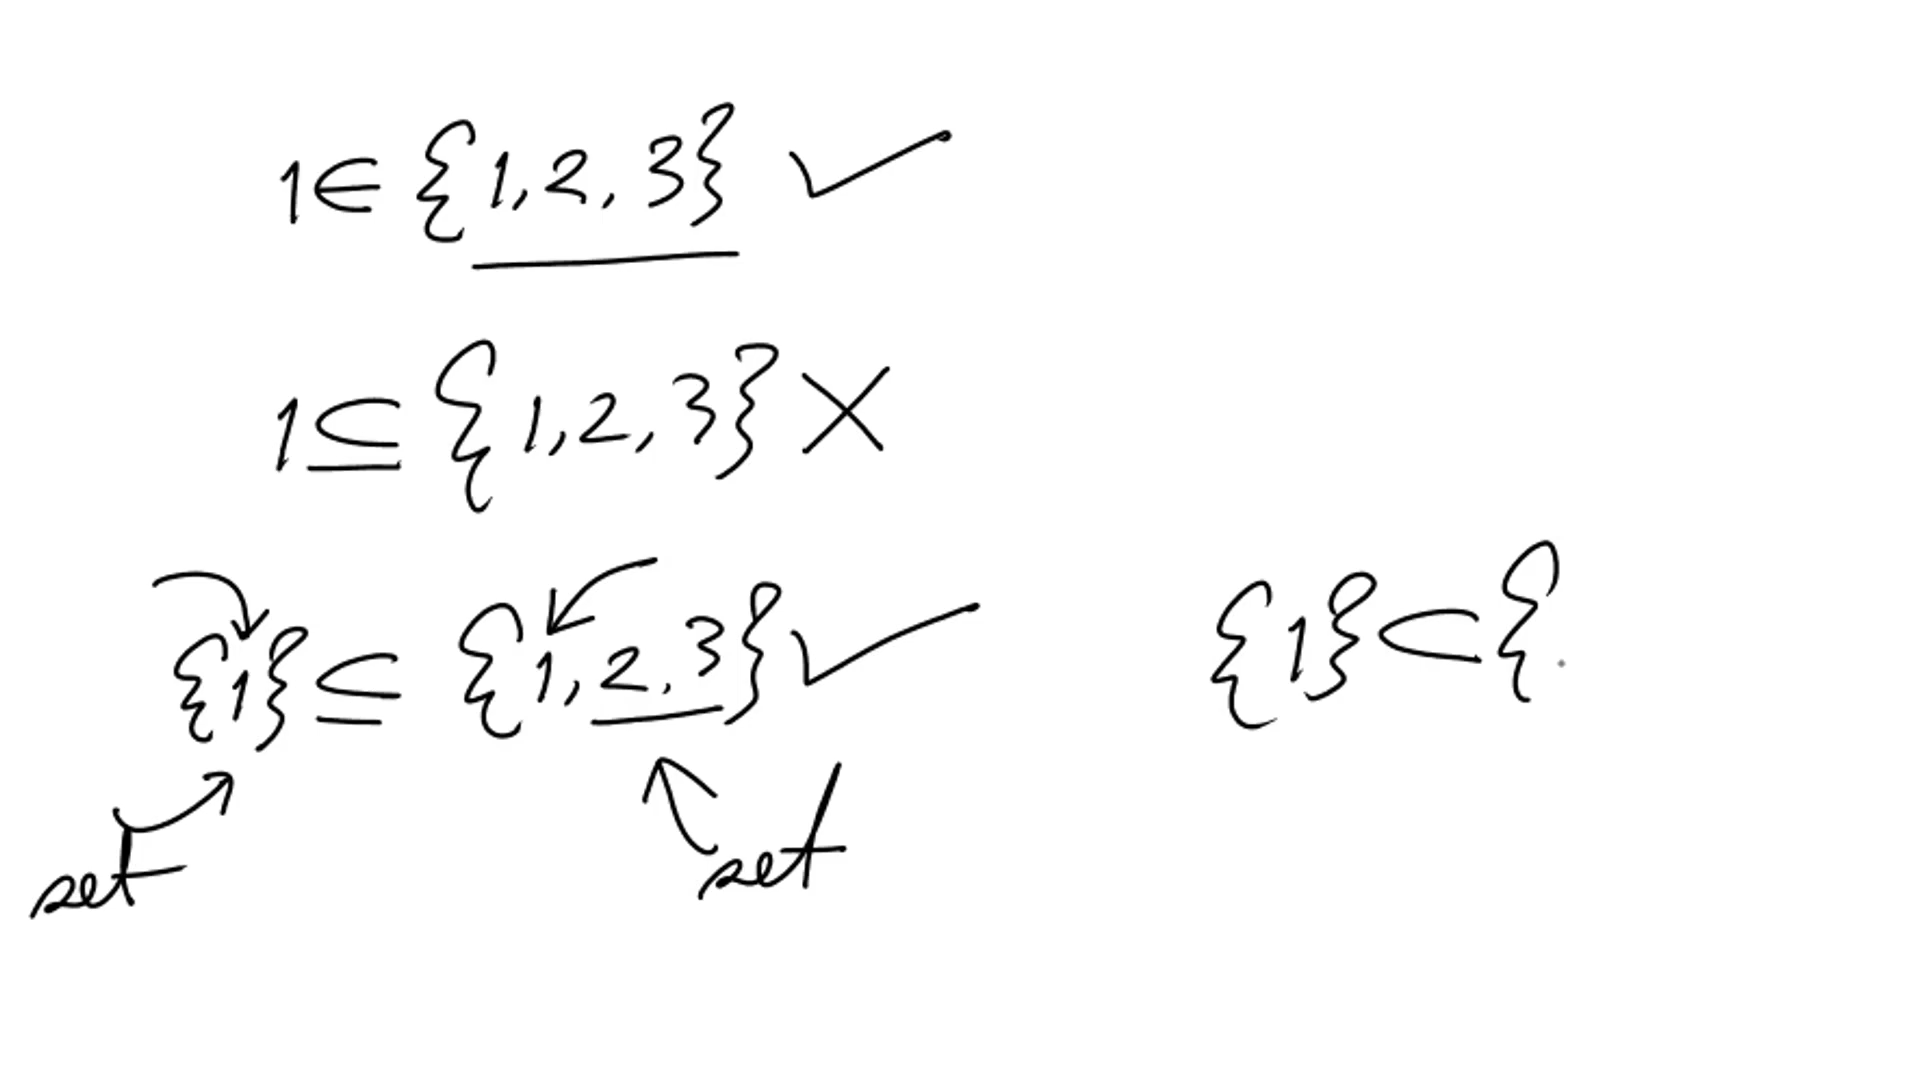 1 ∈ {1, 2, 3} ✓
1 ⊆ {1, 2, 3} ✗
{1} ⊆ {1, 2, 3} ✓
{1} ⊂ {
set
set